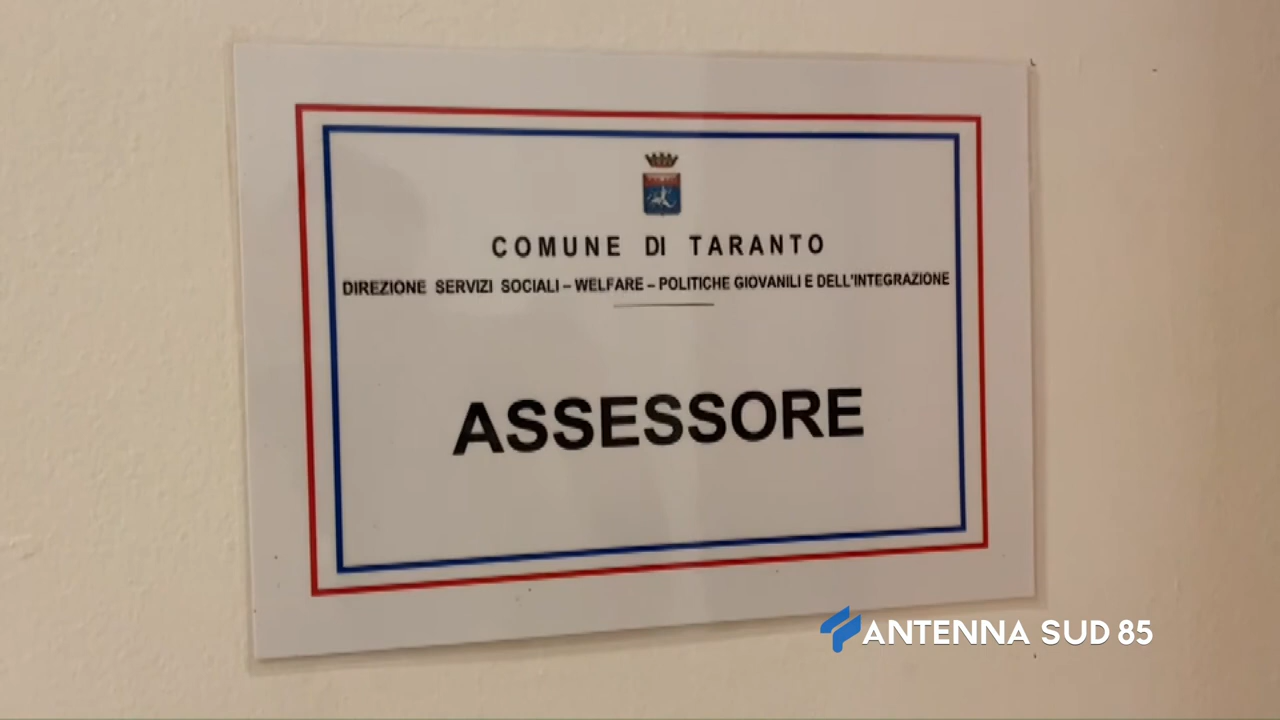 COMUNE DI TARANTO
DIREZIONE SERVIZI SOCIALI – WELFARE – POLITICHE GIOVANILI E DELL'INTEGRAZIONE
ASSESSORE
ANTENNA SUD 85